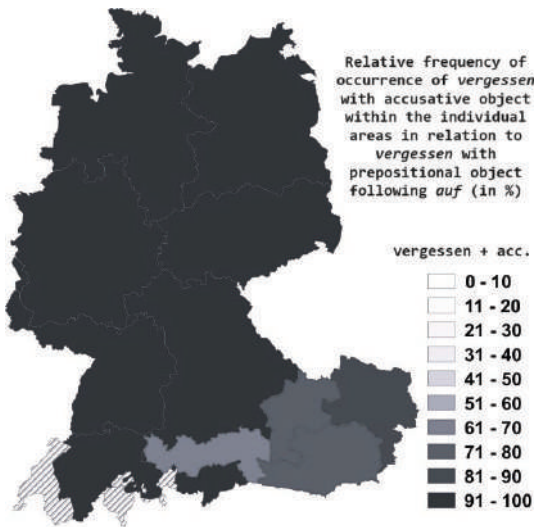 Relative frequency of
occurrence of vergessen
with accusative object
within the individual
areas in relation to
vergessen with
prepositional object
following auf (in %)
vergessen + acc.
0 - 10
11 - 20
21 - 30
31 - 40
41 - 50
51 - 60
61 - 70
71 - 80
81 - 90
91 - 100